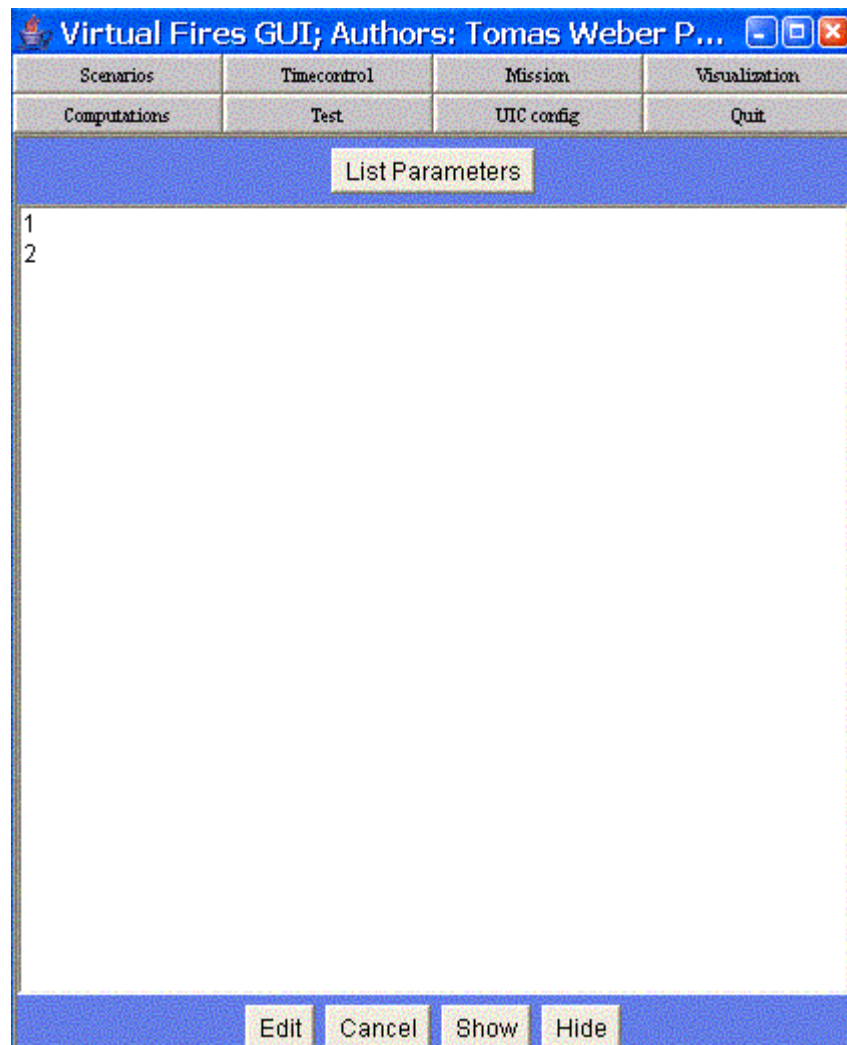 Virtual Fires GUI; Authors: Tomas Weber P...
Scenarios Timecontrol Mission Visualization
Computations Test UIC config Quit
List Parameters
1
2
Edit Cancel Show Hide